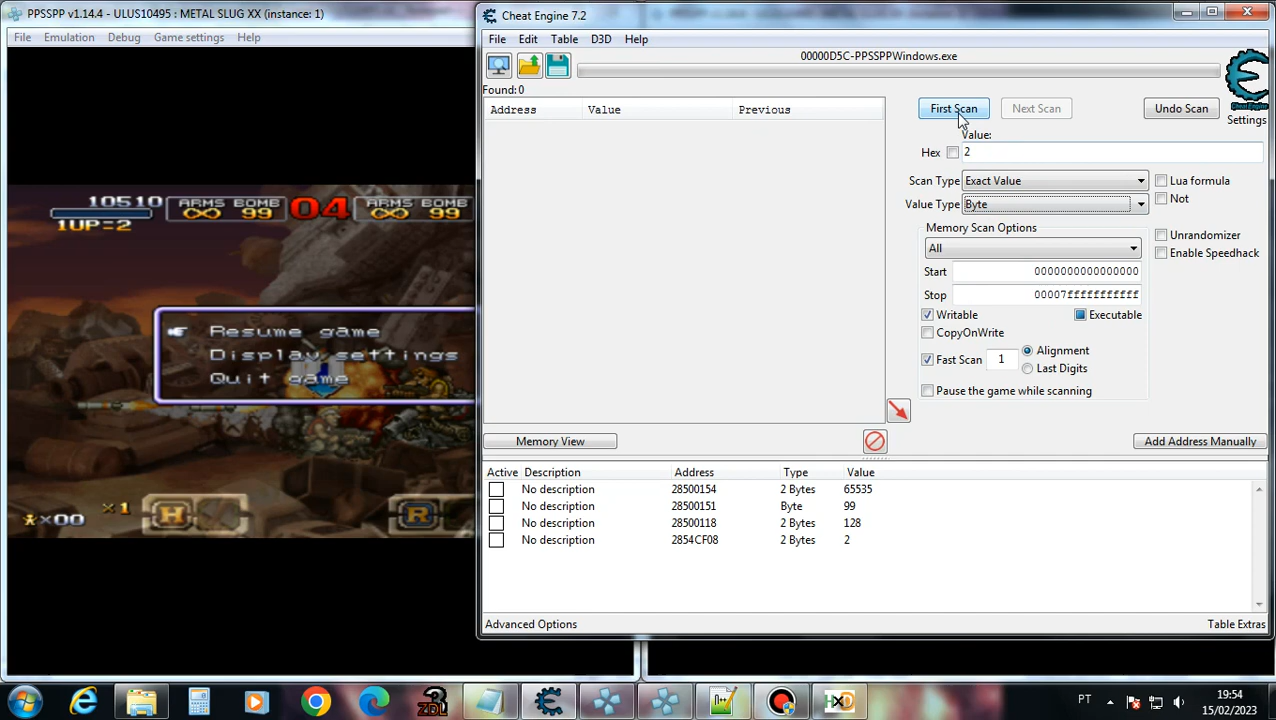 PPSSPP v1.14.4 - ULUS10495 : METAL SLUG XX (instance: 1)
File Emulation Debug Game settings Help
10510
ARMS BOMB
∞ 99
04
ARMS BOMB
∞ 99
1UP=2
Resume game
Display settings
Quit game
×00
×1
H
R
Cheat Engine 7.2
File Edit Table D3D Help
00000D5C-PPSSPPWindows.exe
Found:0
Address Value Previous
First Scan Next Scan Undo Scan
Cheat Engine
Settings
Value:
Hex 2
Scan Type Exact Value Lua formula
Value Type Byte Not
Memory Scan Options
All
Unrandomizer
Enable Speedhack
Start 0000000000000000
Stop 00007fffffffffff
Writable Executable
CopyOnWrite
Fast Scan 1 Alignment
Last Digits
Pause the game while scanning
Memory View Add Address Manually
Active Description Address Type Value
No description 28500154 2 Bytes 65535
No description 28500151 Byte 99
No description 28500118 2 Bytes 128
No description 2854CF08 2 Bytes 2
Advanced Options Table Extras
ZDL
HxD
PT
19:54
15/02/2023